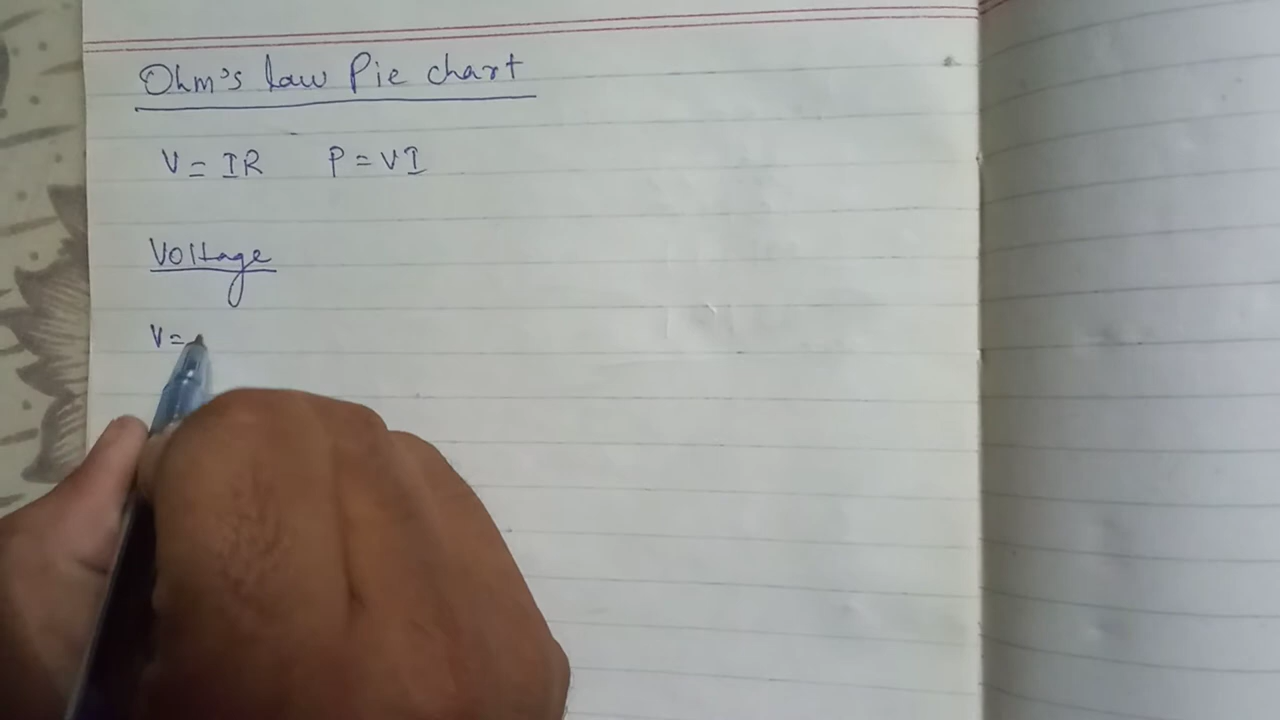 Ohm's law Pie chart
V = IR P = VI
Voltage
V =